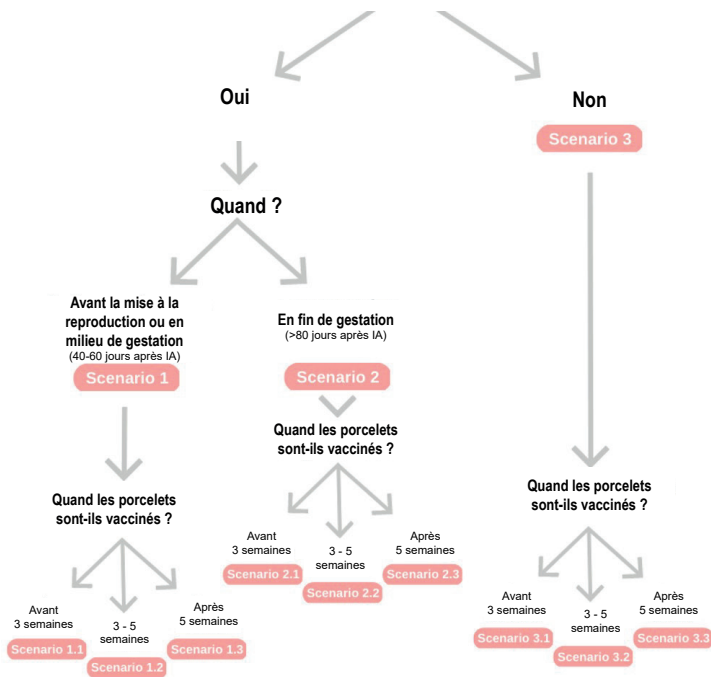 Oui
Non
Scenario 3
Quand ?
Avant la mise à la
reproduction ou en
milieu de gestation
(40-60 jours après IA)
Scenario 1
En fin de gestation
(>80 jours après IA)
Scenario 2
Quand les porcelets
sont-ils vaccinés ?
Quand les porcelets
sont-ils vaccinés ?
Quand les porcelets
sont-ils vaccinés ?
Avant
3 semaines
Scenario 2.1
3 - 5
semaines
Scenario 2.2
Après
5 semaines
Scenario 2.3
Avant
3 semaines
Scenario 1.1
3 - 5
semaines
Scenario 1.2
Après
5 semaines
Scenario 1.3
Avant
3 semaines
Scenario 3.1
3 - 5
semaines
Scenario 3.2
Après
5 semaines
Scenario 3.3